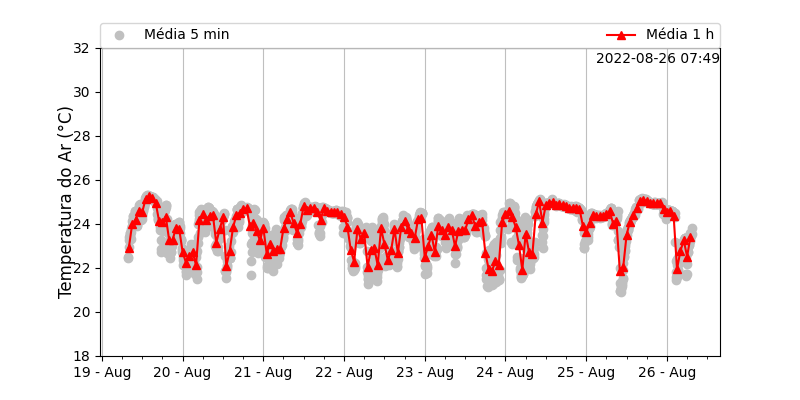 Média 5 min
Média 1 h
2022-08-26 07:49
Temperatura do Ar (°C)
32
30
28
26
24
22
20
18
19 - Aug
20 - Aug
21 - Aug
22 - Aug
23 - Aug
24 - Aug
25 - Aug
26 - Aug